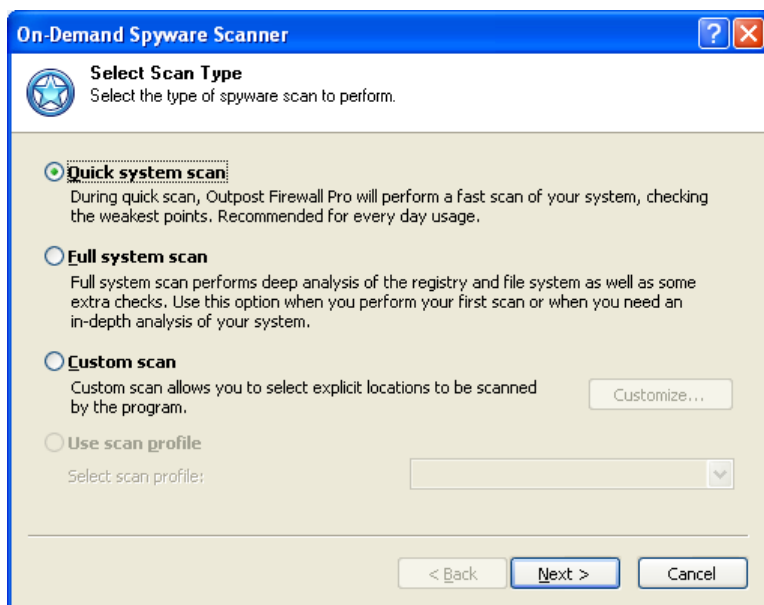 On-Demand Spyware Scanner
Select Scan Type
Select the type of spyware scan to perform.
Quick system scan
During quick scan, Outpost Firewall Pro will perform a fast scan of your system, checking
the weakest points. Recommended for every day usage.
Full system scan
Full system scan performs deep analysis of the registry and file system as well as some
extra checks. Use this option when you perform your first scan or when you need an
in-depth analysis of your system.
Custom scan
Custom scan allows you to select explicit locations to be scanned
by the program.
Customize...
Use scan profile
Select scan profile:
< Back
Next >
Cancel